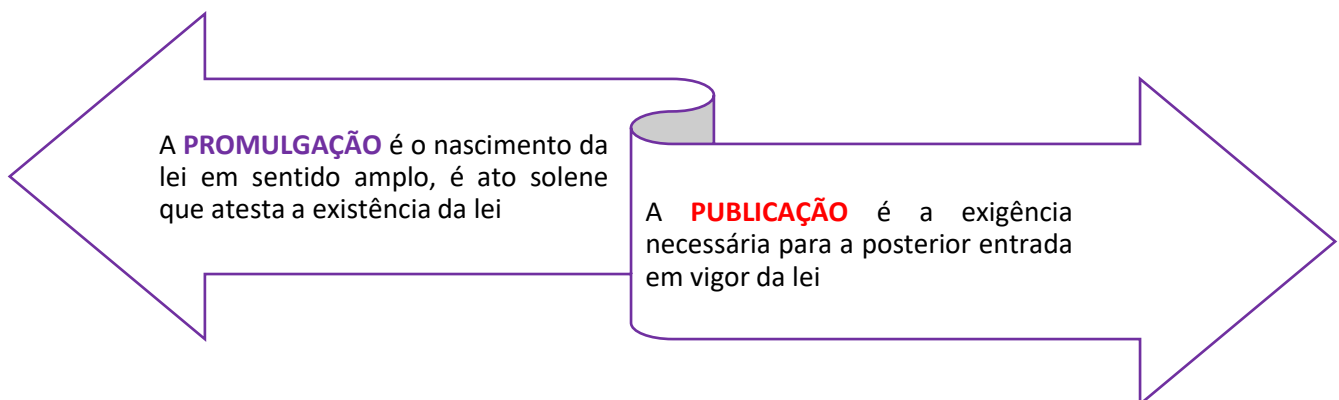 A PROMULGAÇÃO é o nascimento da
lei em sentido amplo, é ato solene
que atesta a existência da lei
A PUBLICAÇÃO é a exigência
necessária para a posterior entrada
em vigor da lei